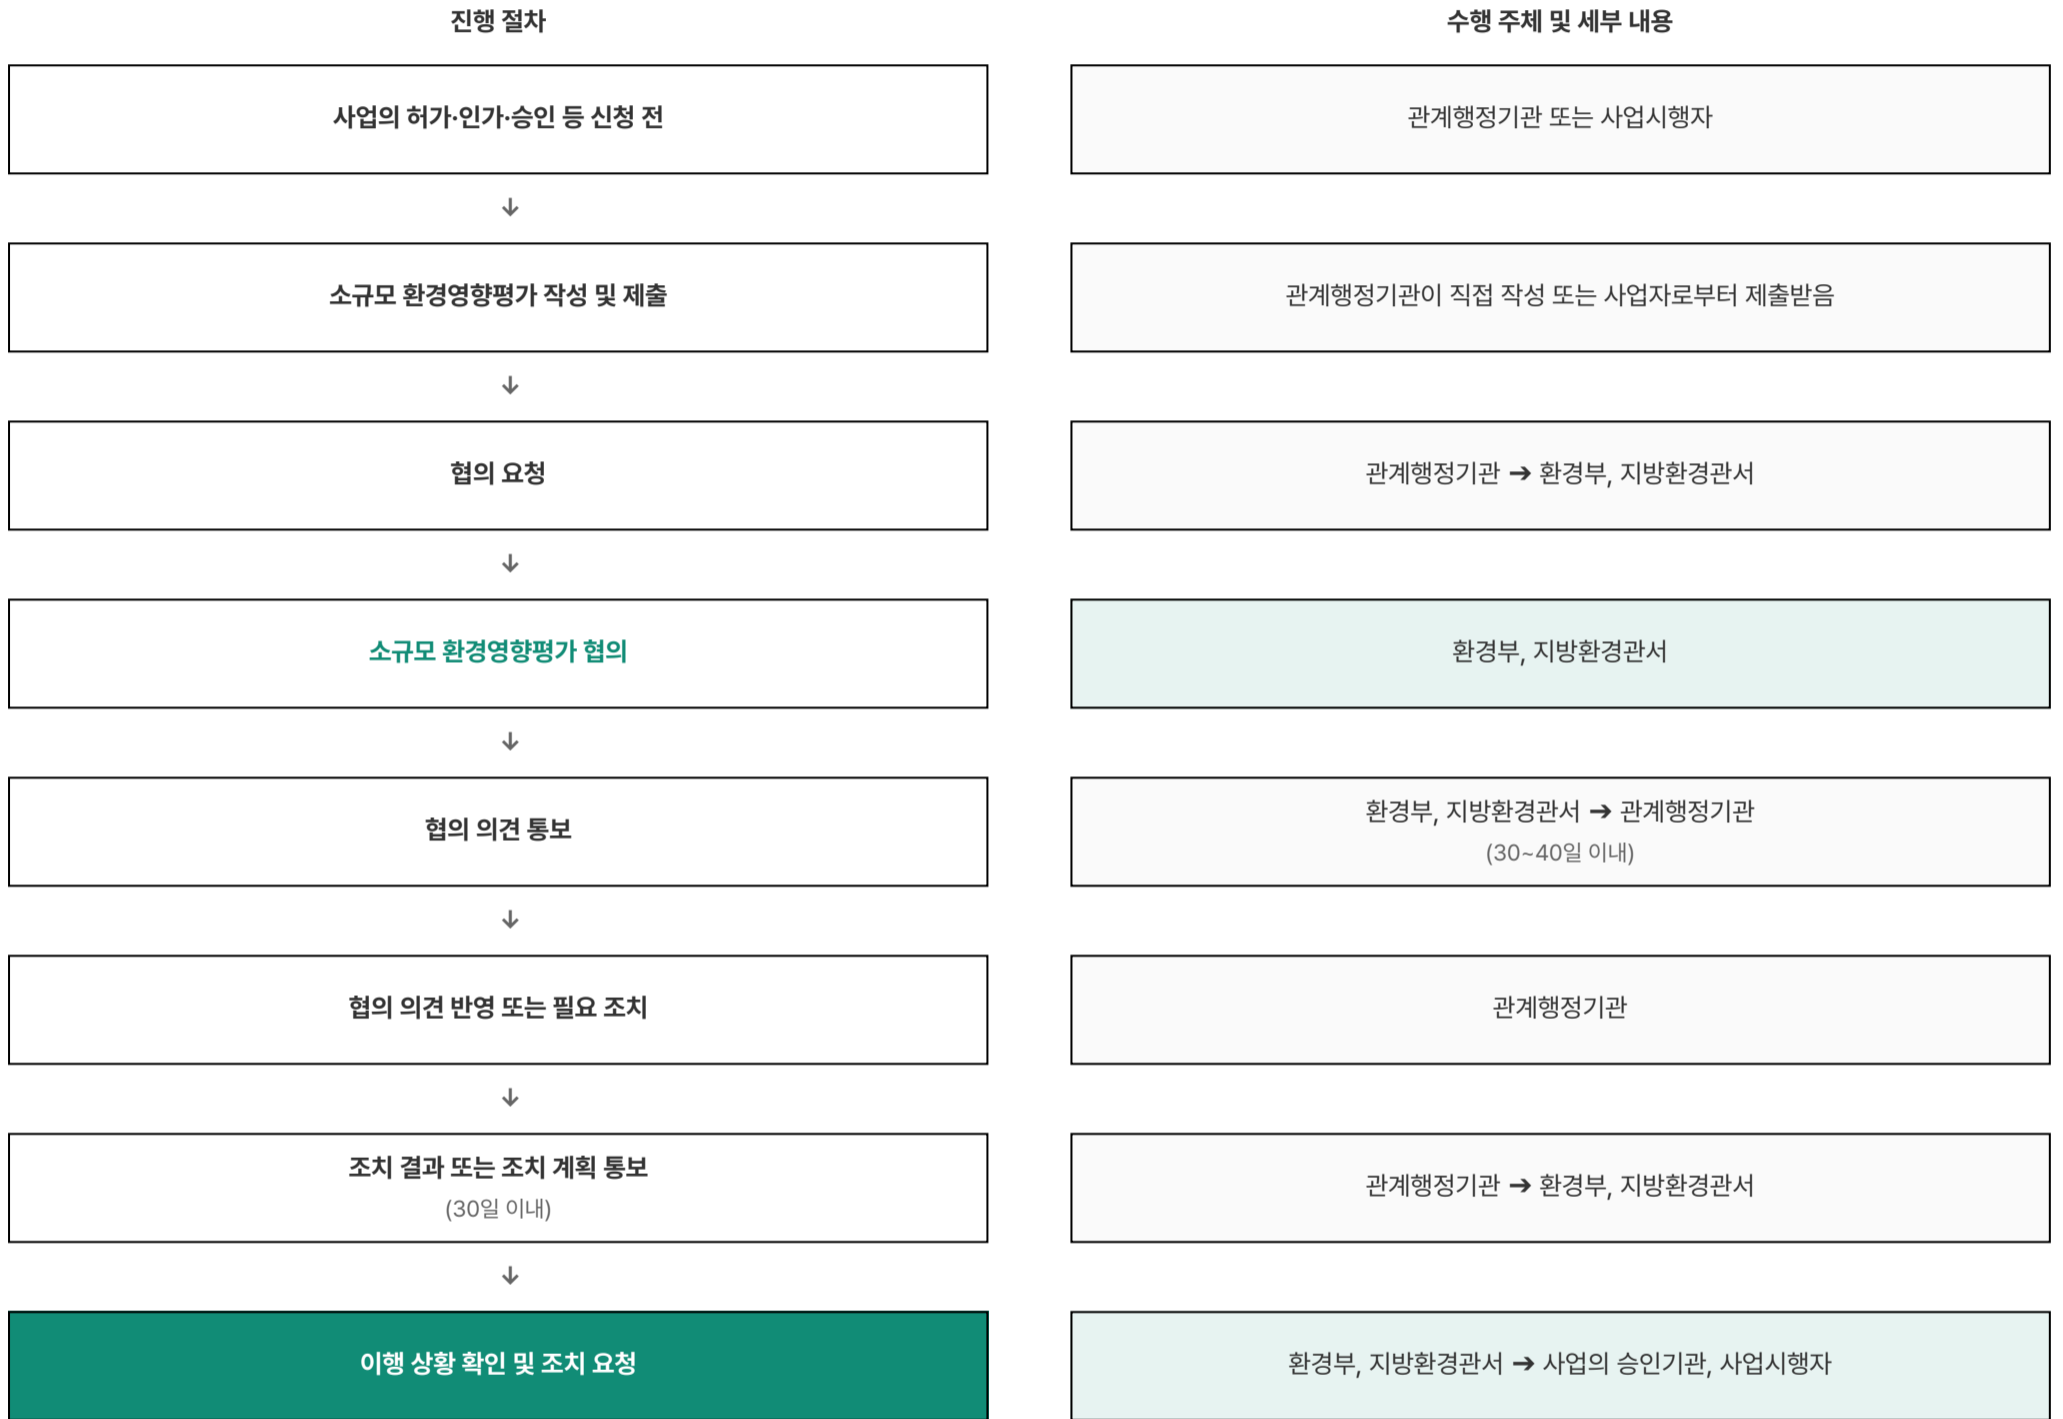 진행 절차
수행 주체 및 세부 내용
사업의 허가·인가·승인 등 신청 전
관계행정기관 또는 사업시행자
↓
소규모 환경영향평가 작성 및 제출
관계행정기관이 직접 작성 또는 사업자로부터 제출받음
↓
협의 요청
관계행정기관 ➔ 환경부, 지방환경관서
↓
소규모 환경영향평가 협의
환경부, 지방환경관서
↓
협의 의견 통보
환경부, 지방환경관서 ➔ 관계행정기관
(30~40일 이내)
↓
협의 의견 반영 또는 필요 조치
관계행정기관
↓
조치 결과 또는 조치 계획 통보
(30일 이내)
관계행정기관 ➔ 환경부, 지방환경관서
↓
이행 상황 확인 및 조치 요청
환경부, 지방환경관서 ➔ 사업의 승인기관, 사업시행자